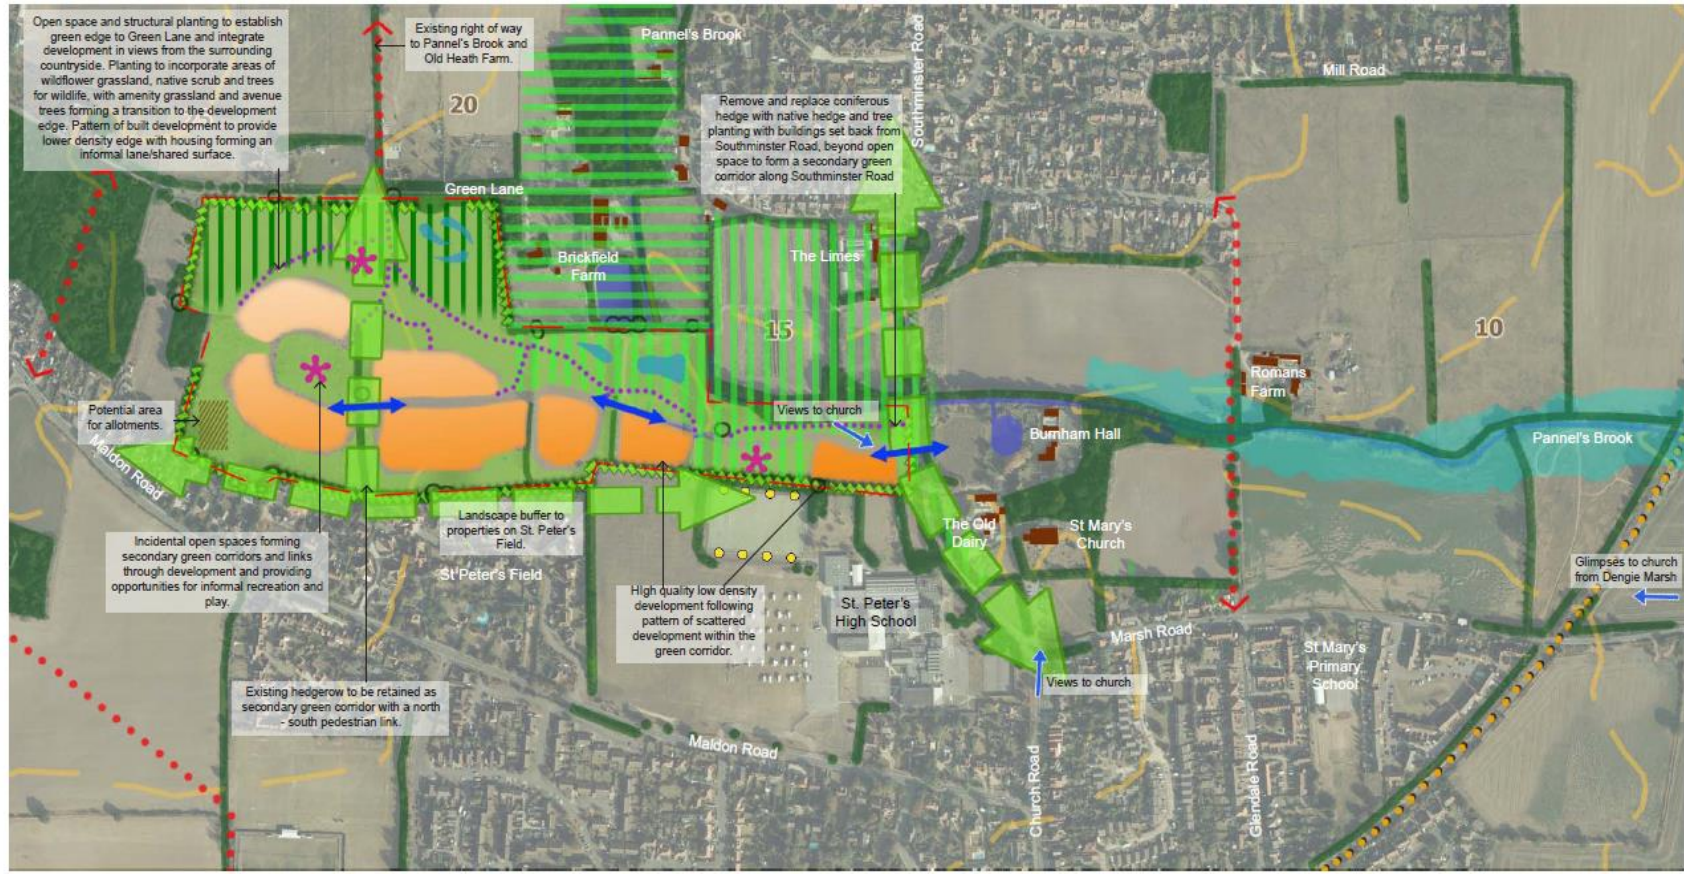 Open space and structural planting to establish
green edge to Green Lane and integrate
development in views from the surrounding
countryside. Planting to incorporate areas of
wildflower grassland, native scrub and trees
for wildlife, with amenity grassland and avenue
trees forming a transition to the development
edge. Pattern of built development to provide
lower density edge with housing forming an
informal lane/shared surface.
Existing right of way
to Pannel's Brook and
Old Heath Farm.
Pannel's Brook
Southminster Road
Mill Road
20
Remove and replace coniferous
hedge with native hedge and tree
planting with buildings set back from
Southminster Road, beyond open
space to form a secondary green
corridor along Southminster Road
Green Lane
Brickfield
Farm
The Limes
15
10
Romans
Farm
Potential area
for allotments.
Maldon Road
Views to church
Burnham Hall
Pannel's Brook
Landscape buffer to
properties on St. Peter's
Field.
St Peter's Field
The Old
Dairy
St Mary's
Church
Incidental open spaces forming
secondary green corridors and links
through development and providing
opportunities for informal recreation and
play.
High quality low density
development following
pattern of scattered
development within the
green corridor.
St. Peter's
High School
Glimpses to church
from Dengie Marsh
Marsh Road
St Mary's
Primary
School
Existing hedgerow to be retained as
secondary green corridor with a north
- south pedestrian link.
Views to church
Maldon Road
Church Road
Glendale Road